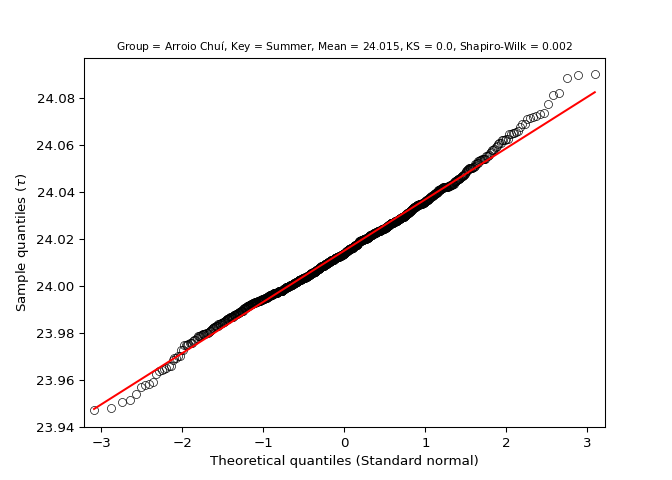 Group = Arroio Chuí, Key = Summer, Mean = 24.015, KS = 0.0, Shapiro-Wilk = 0.002
Sample quantiles (τ)
24.08
24.06
24.04
24.02
24.00
23.98
23.96
23.94
−3 −2 −1 0 1 2 3
Theoretical quantiles (Standard normal)